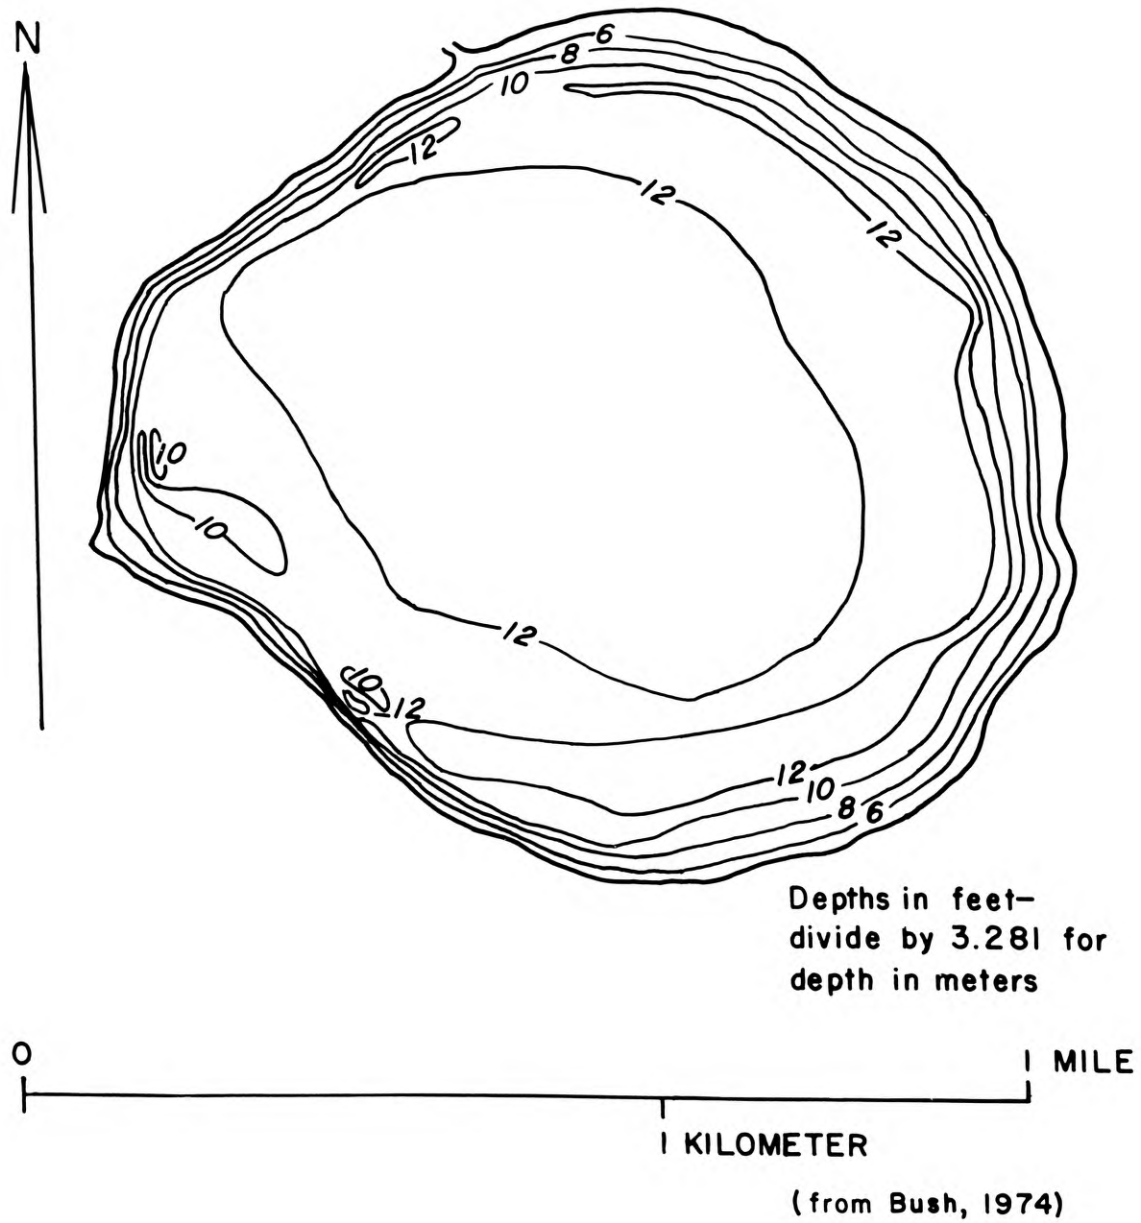 N
6
8
10
12
12
12
10
10
12
10
12
12
10
8
6
Depths in feet–
divide by 3.281 for
depth in meters
0
1 MILE
1 KILOMETER
(from Bush, 1974)